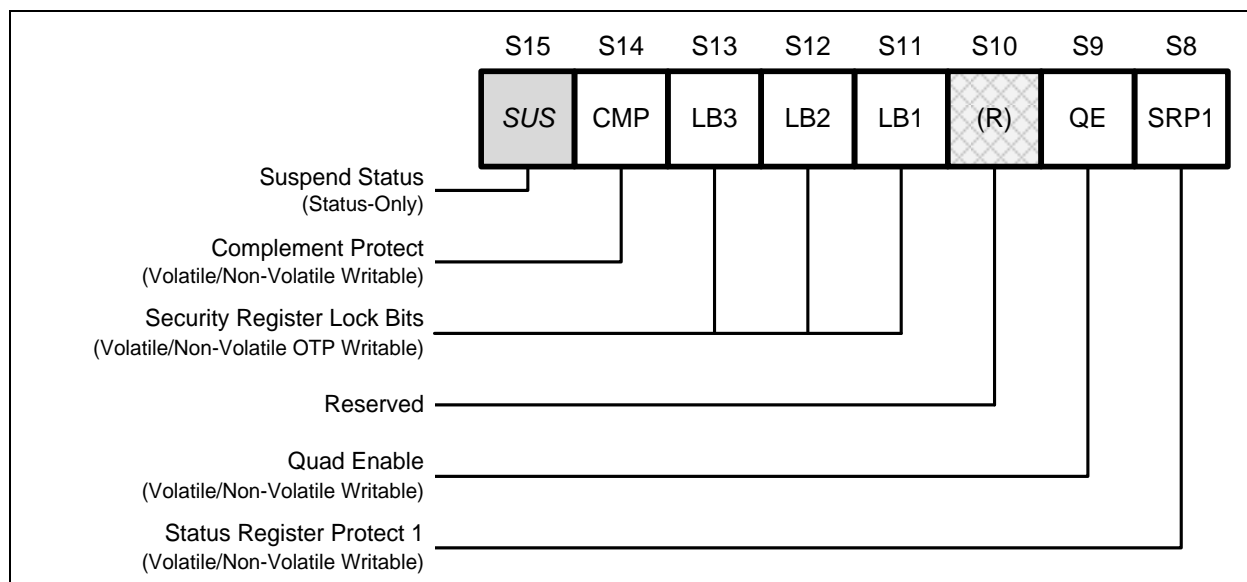 S15 S14 S13 S12 S11 S10 S9 S8
SUS CMP LB3 LB2 LB1 (R) QE SRP1
Suspend Status
(Status-Only)
Complement Protect
(Volatile/Non-Volatile Writable)
Security Register Lock Bits
(Volatile/Non-Volatile OTP Writable)
Reserved
Quad Enable
(Volatile/Non-Volatile Writable)
Status Register Protect 1
(Volatile/Non-Volatile Writable)